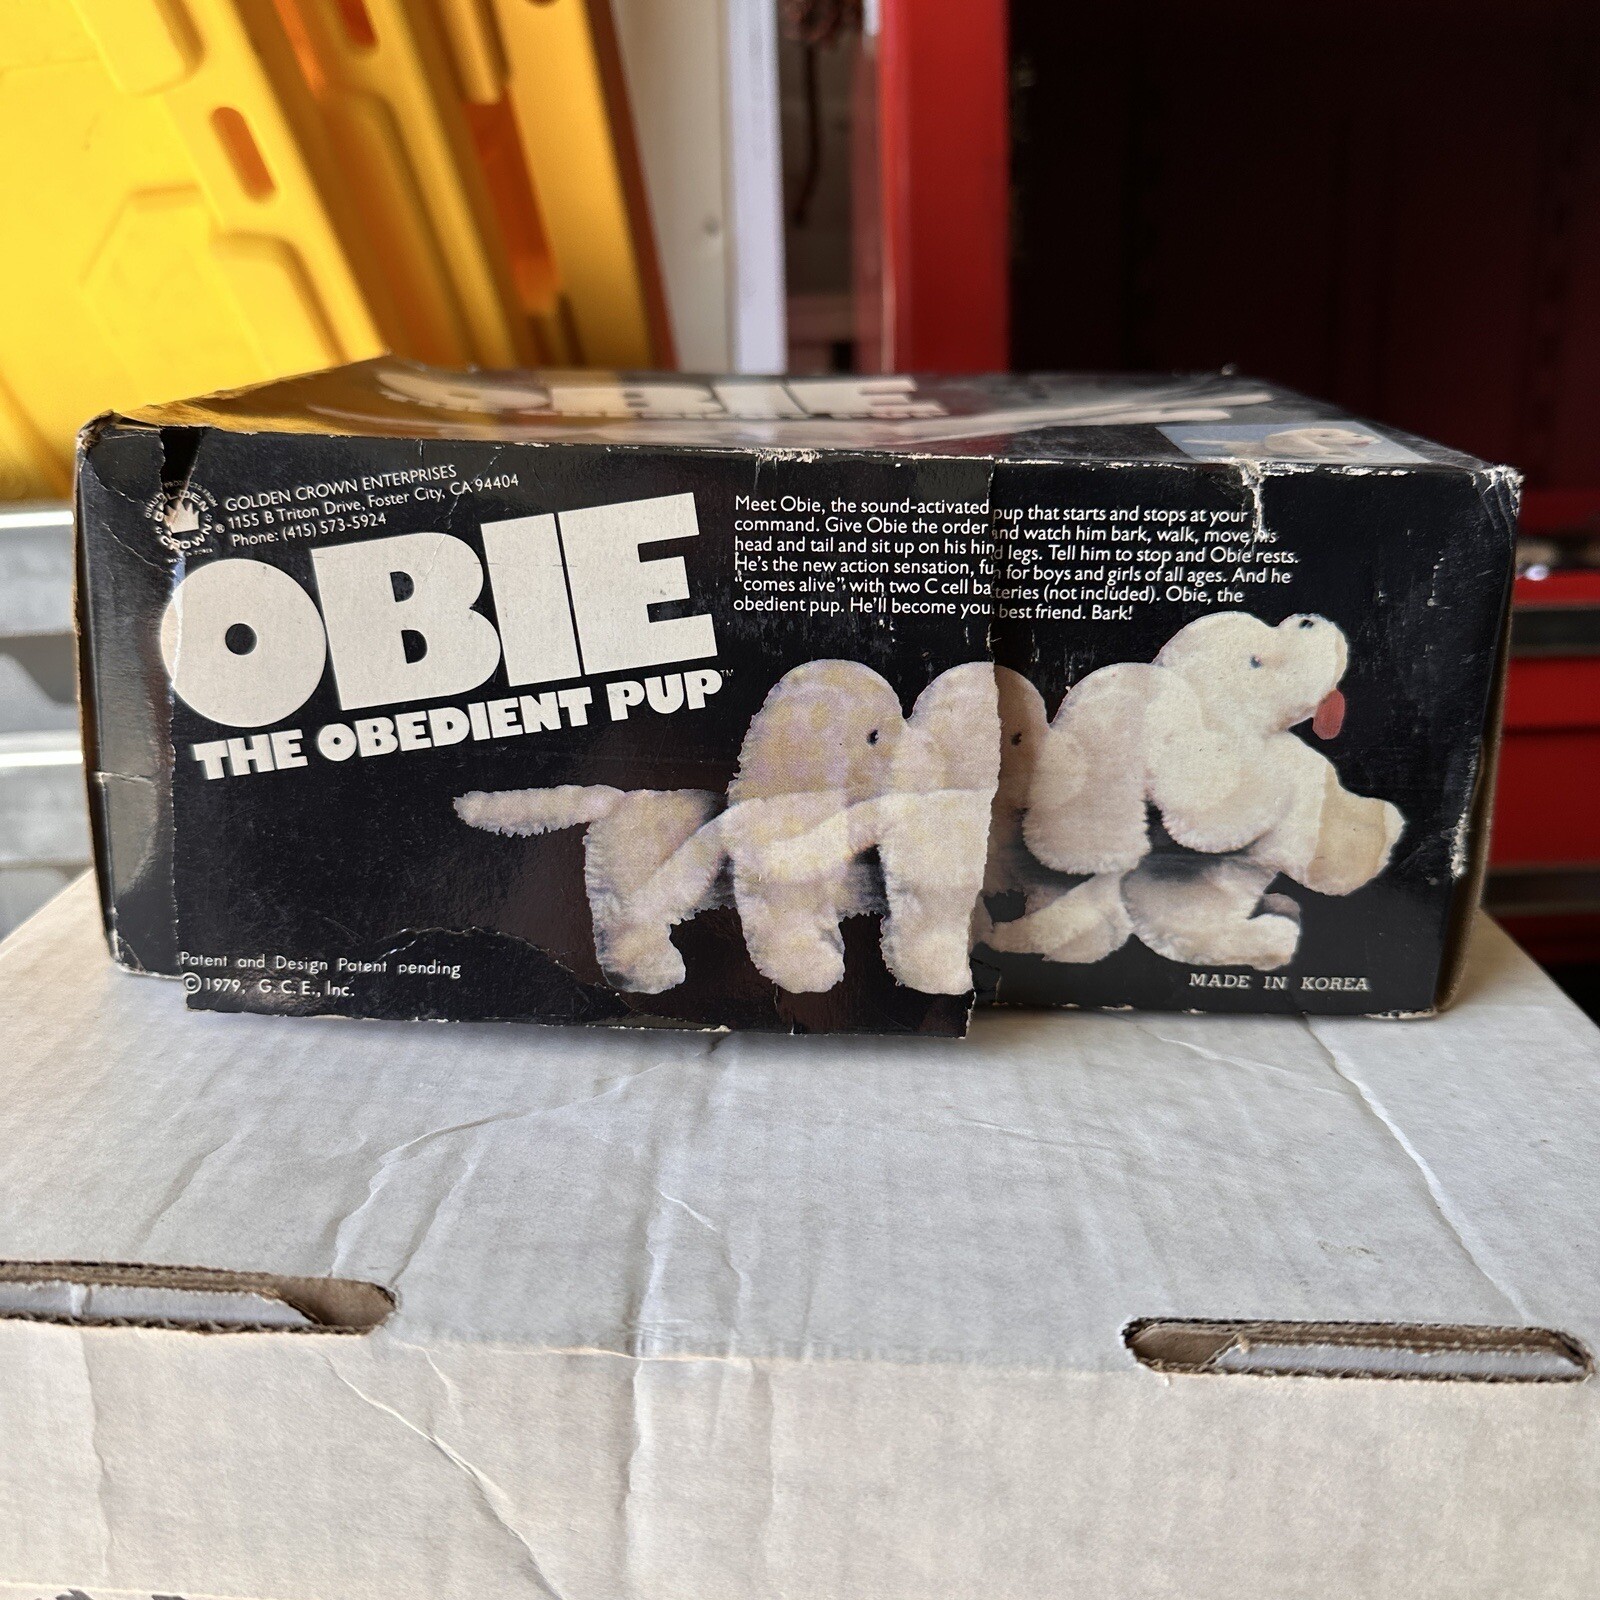 OBIE
GOLDEN CROWN ENTERPRISES
1155 B Triton Drive, Foster City, CA 94404
Phone: (415) 573-5924
GOLDEN
CROWN
®
OBIE
THE OBEDIENT PUP™
Meet Obie, the sound-activated pup that starts and stops at your
command. Give Obie the order and watch him bark, walk, move his
head and tail and sit up on his hind legs. Tell him to stop and Obie rests.
He's the new action sensation, fun for boys and girls of all ages. And he
"comes alive" with two C cell batteries (not included). Obie, the
obedient pup. He'll become your best friend. Bark!
Patent and Design Patent pending
©1979, G.C.E., Inc.
MADE IN KOREA